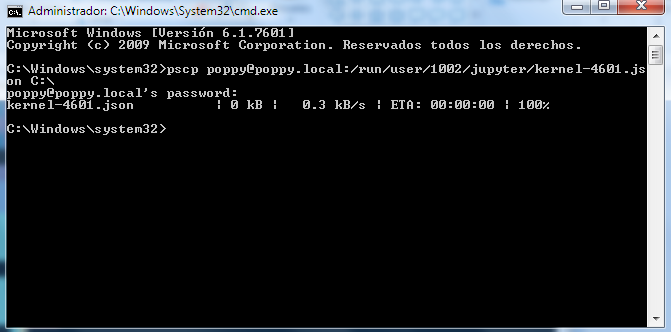 Administrador: C:\Windows\System32\cmd.exe
Microsoft Windows [Versión 6.1.7601]
Copyright (c) 2009 Microsoft Corporation. Reservados todos los derechos.
C:\Windows\system32>pscp poppy@poppy.local:/run/user/1002/jupyter/kernel-4601.js
on C:\
poppy@poppy.local's password:
kernel-4601.json | 0 kB | 0.3 kB/s | ETA: 00:00:00 | 100%
C:\Windows\system32>